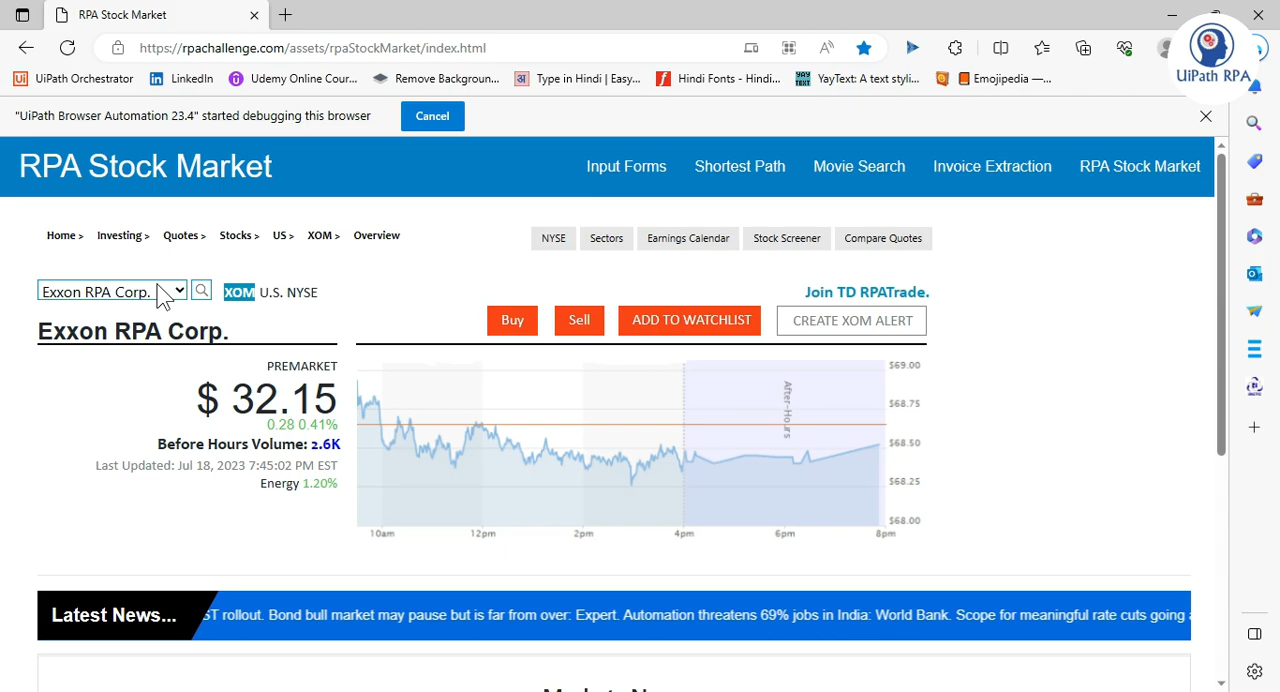 RPA Stock Market
UiPath RPA
https://rpachallenge.com/assets/rpaStockMarket/index.html
UiPath Orchestrator LinkedIn Udemy Online Cour... Remove Backgroun... Type in Hindi | Easy... Hindi Fonts - Hindi... YayText: A text styli... Emojipedia —...
"UiPath Browser Automation 23.4" started debugging this browser Cancel
RPA Stock Market Input Forms Shortest Path Movie Search Invoice Extraction RPA Stock Market
Home > Investing > Quotes > Stocks > US > XOM > Overview NYSE Sectors Earnings Calendar Stock Screener Compare Quotes
Exxon RPA Corp. XOM U.S. NYSE Join TD RPATrade.
Buy Sell ADD TO WATCHLIST CREATE XOM ALERT
Exxon RPA Corp.
PREMARKET
$ 32.15
0.28 0.41%
Before Hours Volume: 2.6K
Last Updated: Jul 18, 2023 7:45:02 PM EST
Energy 1.20%
After-Hours
$69.00
$68.75
$68.50
$68.25
$68.00
10am 12pm 2pm 4pm 6pm 8pm
Latest News... ST rollout. Bond bull market may pause but is far from over: Expert. Automation threatens 69% jobs in India: World Bank. Scope for meaningful rate cuts going